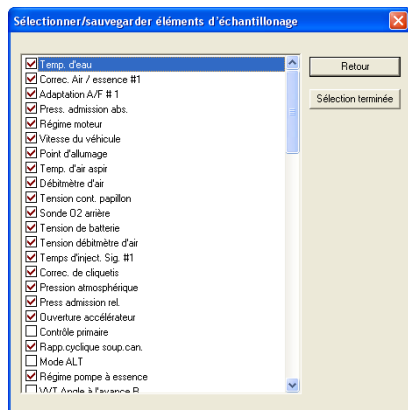 Sélectionner/sauvegarder éléments d'échantillonage
Temp. d'eau
Correc. Air / essence #1
Adaptation A/F # 1
Press. admission abs.
Régime moteur
Vitesse du véhicule
Point d'allumage
Temp. d'air aspir
Débitmètre d'air
Tension cont. papillon
Sonde O2 arrière
Tension de batterie
Tension débitmètre d'air
Temps d'inject. Sig. #1
Correc. de cliquetis
Pression atmosphérique
Press admission rel.
Ouverture accélérateur
Contrôle primaire
Rapp.cyclique soup.can.
Mode ALT
Régime pompe à essence
VVT Angle à l'avance R
Retour
Sélection terminée